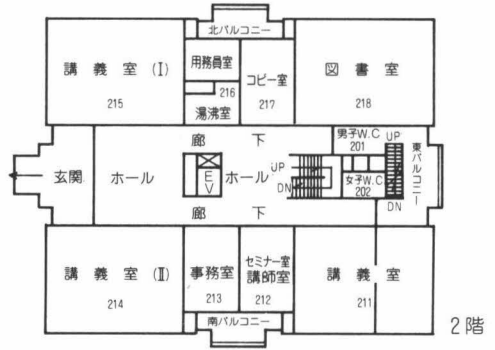 北バルコニー
講義室(I)
215
用務員室
216
湯沸室
コピー室
217
図書室
218
廊下
男子W.C
201
UP
東バルコニー
玄関
ホール
EV
ホール
UP
DN
女子W.C
202
DN
廊下
講義室(II)
214
事務室
213
セミナー室
講師室
212
講義室
211
南バルコニー
2階